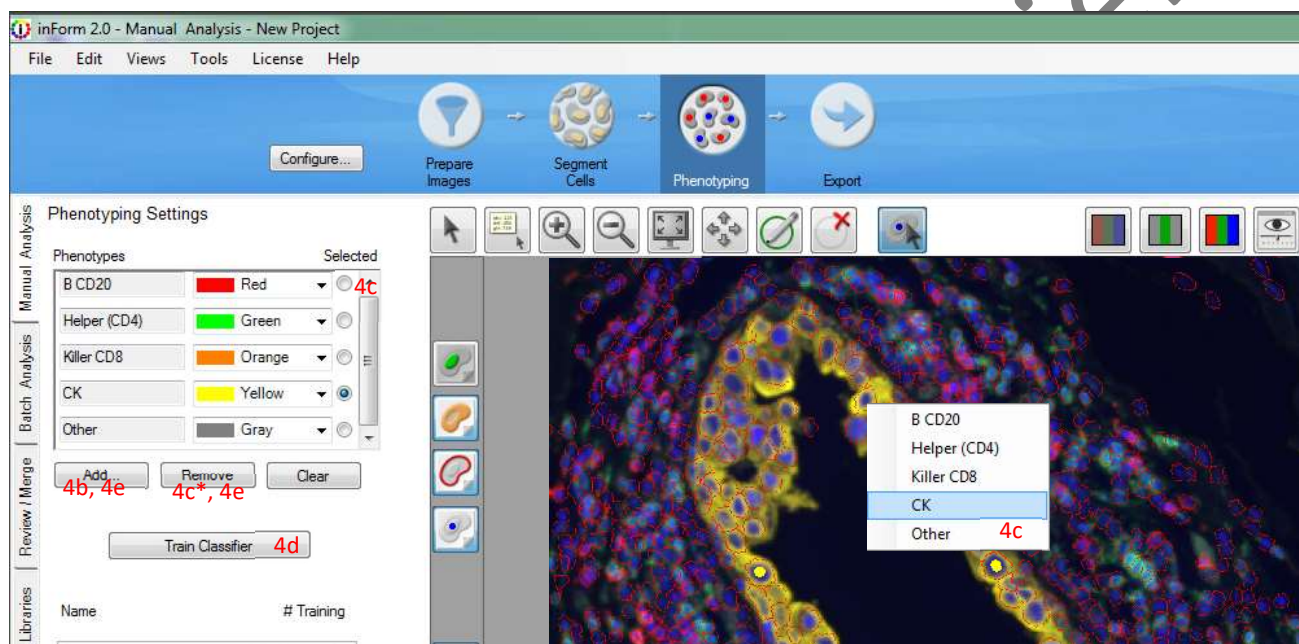 inForm 2.0 - Manual Analysis - New Project
File Edit Views Tools License Help
Configure...
Prepare Images
Segment Cells
Phenotyping
Export
Manual Analysis
Batch Analysis
Review / Merge
Libraries
Phenotyping Settings
Phenotypes Selected
B CD20 Red 4c
Helper (CD4) Green
Killer CD8 Orange
CK Yellow
Other Gray
Add... Remove Clear
4b, 4e 4c*, 4e
Train Classifier 4d
Name # Training
B CD20
Helper (CD4)
Killer CD8
CK
Other 4c